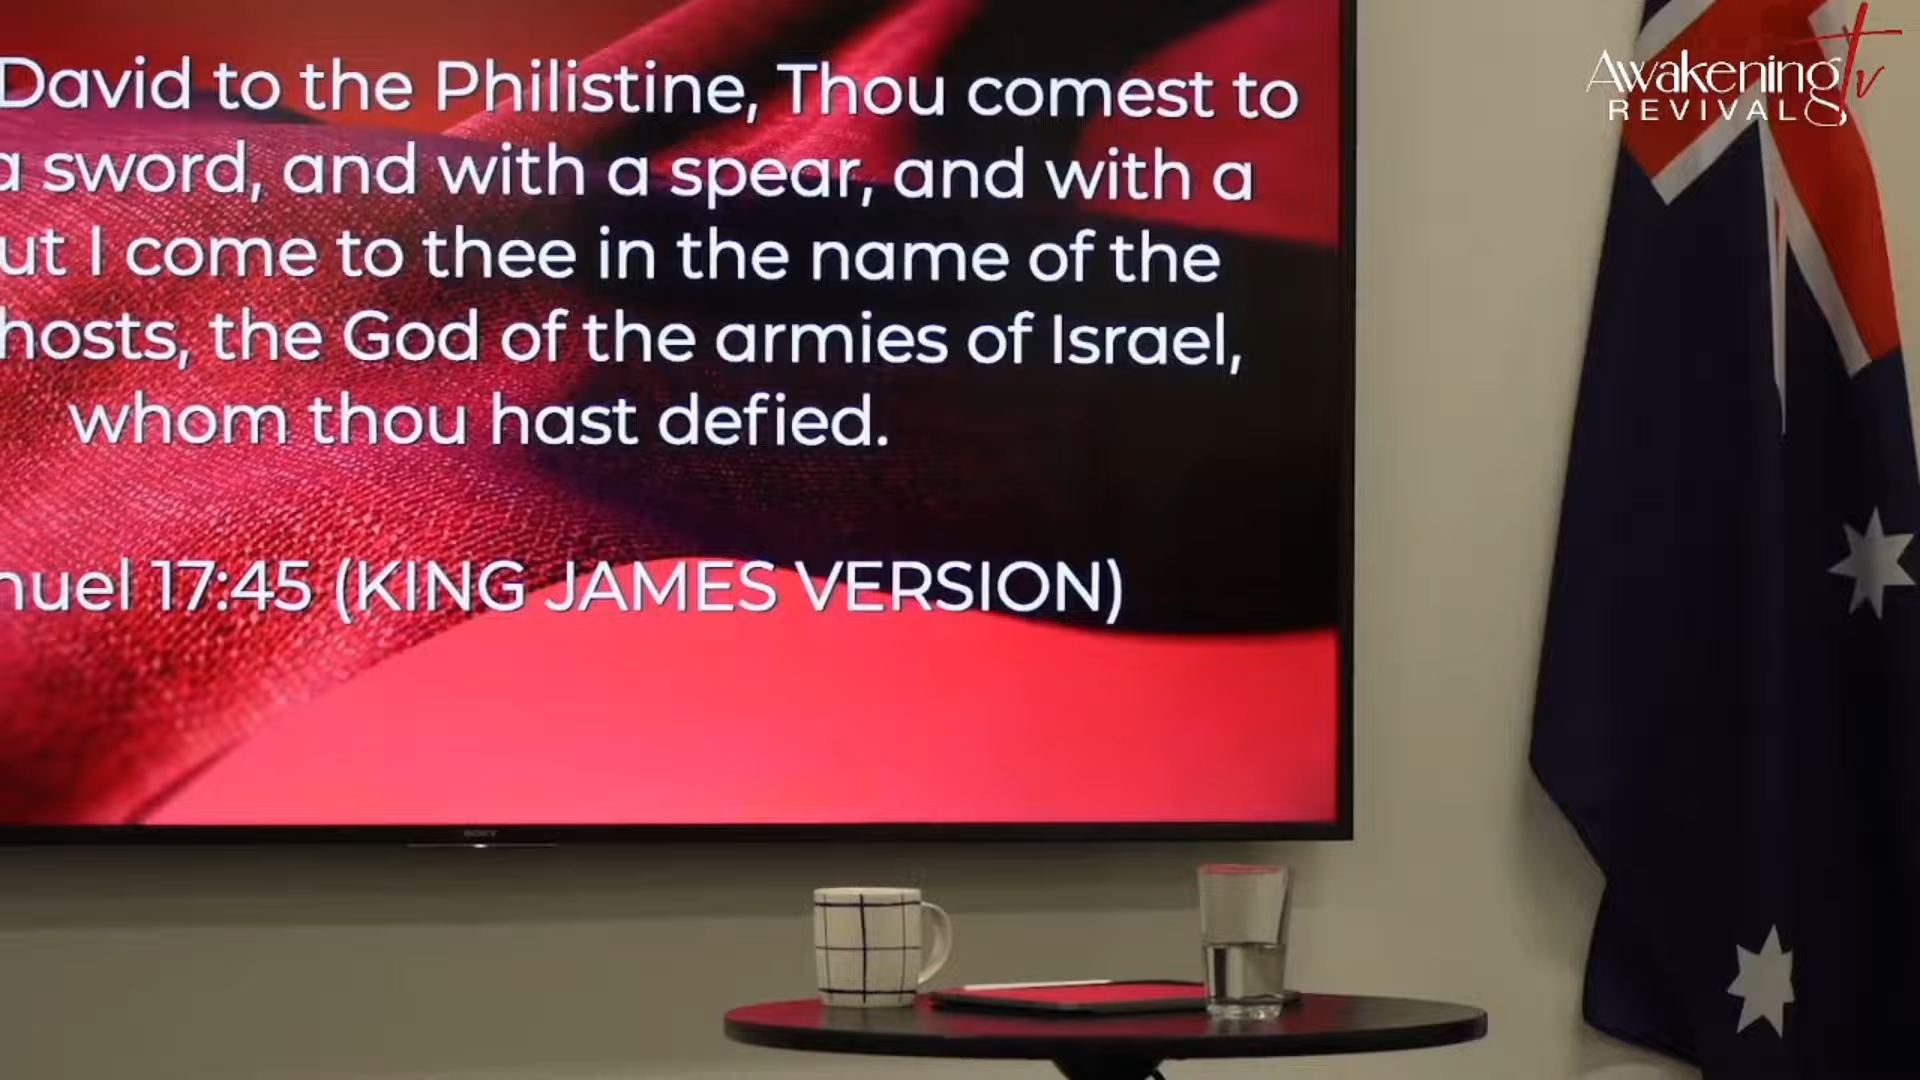 David to the Philistine, Thou comest to
a sword, and with a spear, and with a
ut I come to thee in the name of the
hosts, the God of the armies of Israel,
whom thou hast defied.
nuel 17:45 (KING JAMES VERSION)
SONY
Awakening tv
REVIVAL